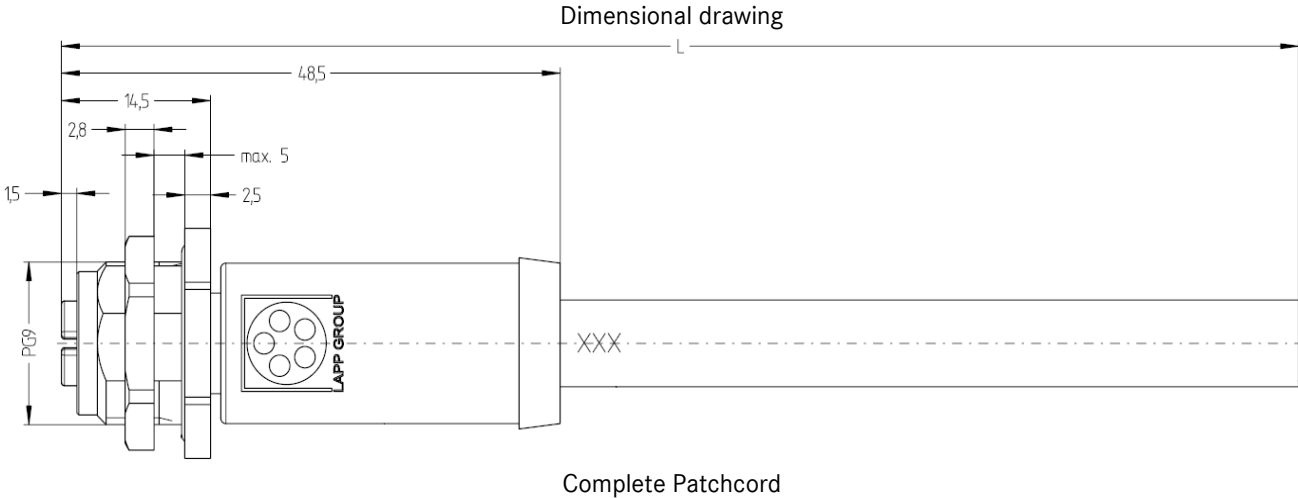 Dimensional drawing
L
48,5
14,5
2,8
max. 5
1,5
2,5
PG9
LAPP GROUP
XXX
Complete Patchcord